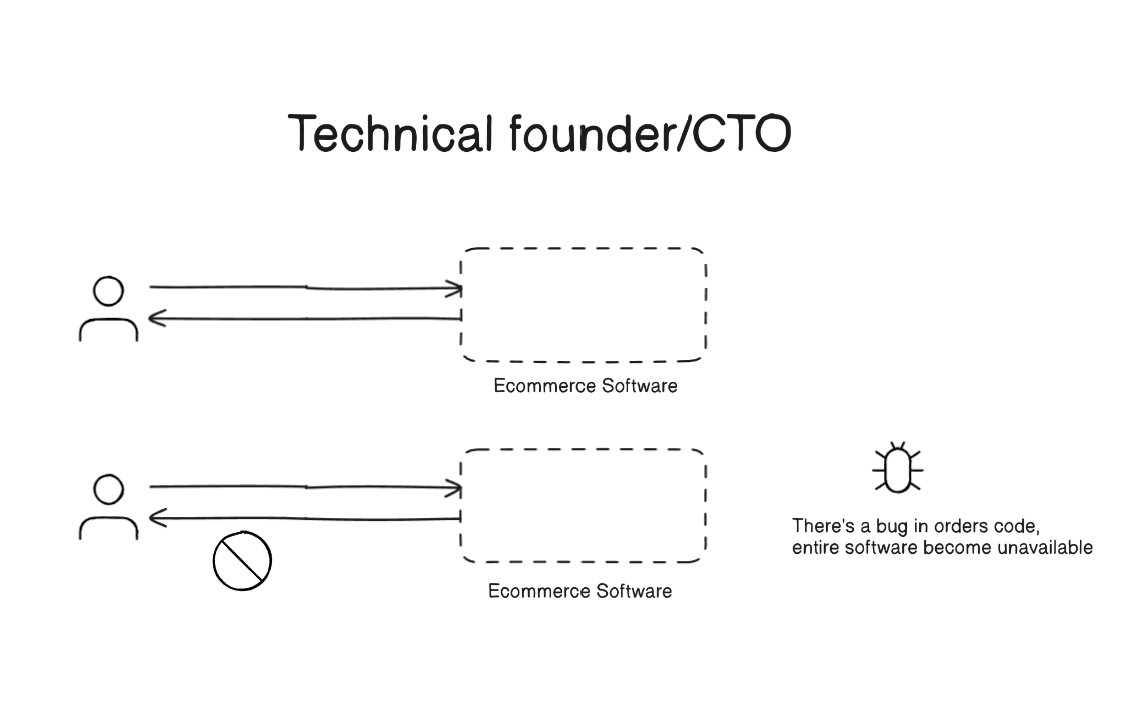 Technical founder/CTO
Ecommerce Software
There's a bug in orders code,
entire software become unavailable
Ecommerce Software